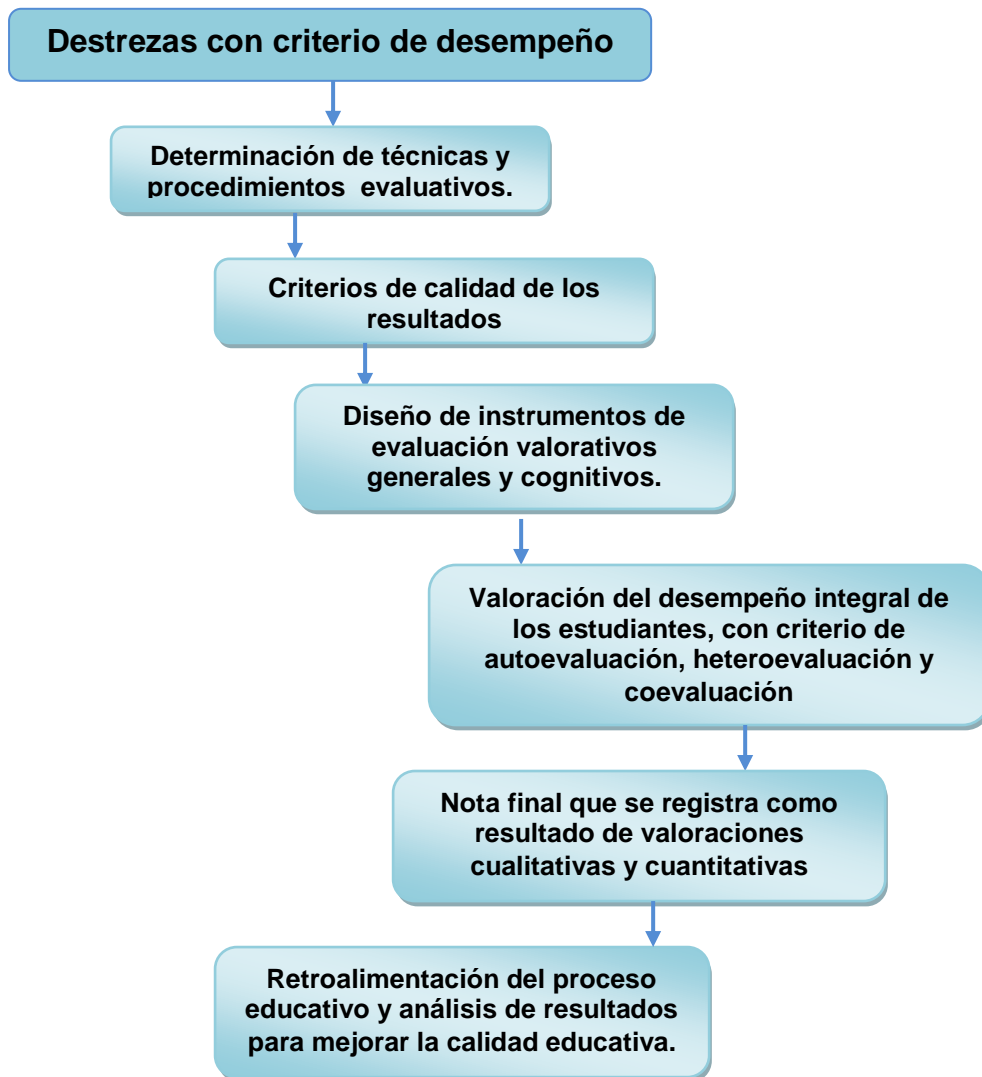 Destrezas con criterio de desempeño
Determinación de técnicas y
procedimientos evaluativos.
Criterios de calidad de los
resultados
Diseño de instrumentos de
evaluación valorativos
generales y cognitivos.
Valoración del desempeño integral de
los estudiantes, con criterio de
autoevaluación, heteroevaluación y
coevaluación
Nota final que se registra como
resultado de valoraciones
cualitativas y cuantitativas
Retroalimentación del proceso
educativo y análisis de resultados
para mejorar la calidad educativa.